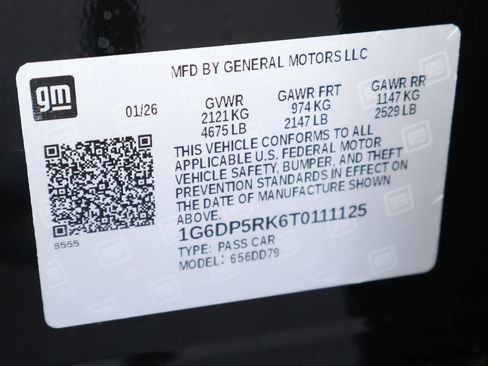 MFD BY GENERAL MOTORS LLC
gm
01/26
GVWR GAWR FRT GAWR RR
2121 KG 974 KG 1147 KG
4675 LB 2147 LB 2529 LB
THIS VEHICLE CONFORMS TO ALL
APPLICABLE U.S. FEDERAL MOTOR
VEHICLE SAFETY, BUMPER, AND THEFT
PREVENTION STANDARDS IN EFFECT ON
THE DATE OF MANUFACTURE SHOWN
ABOVE.
8555
1G6DP5RK6T0111125
TYPE: PASS CAR
MODEL: 656DD79